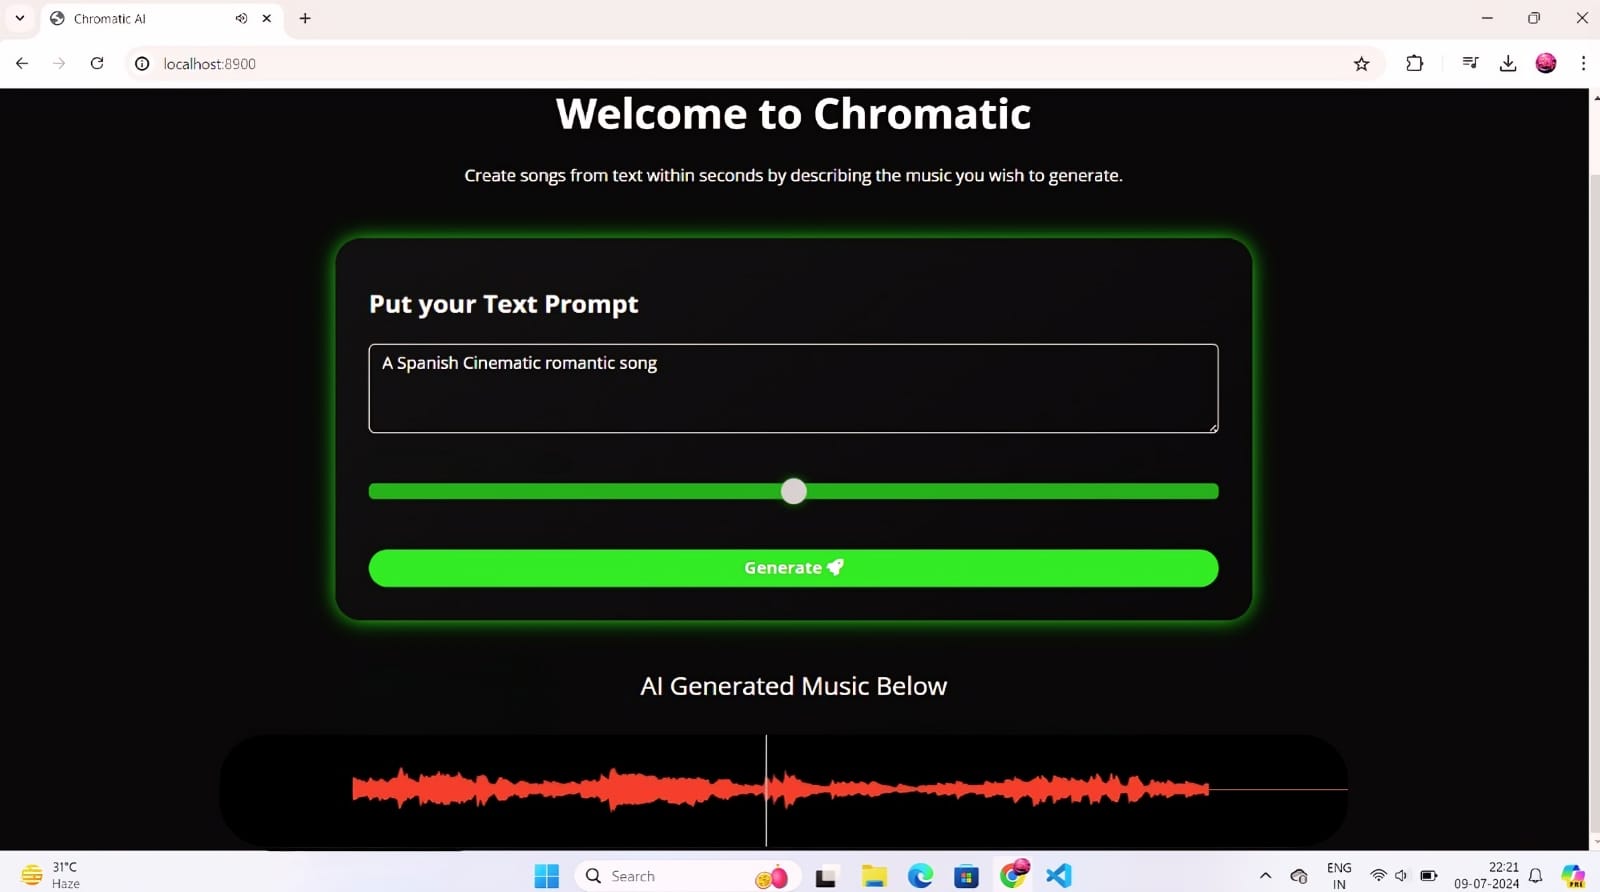 Chromatic AI
localhost:8900
Welcome to Chromatic
Create songs from text within seconds by describing the music you wish to generate.
Put your Text Prompt
A Spanish Cinematic romantic song
Generate
AI Generated Music Below
31°C
Haze
Search
ENG
IN
22:21
09-07-2024
PRE